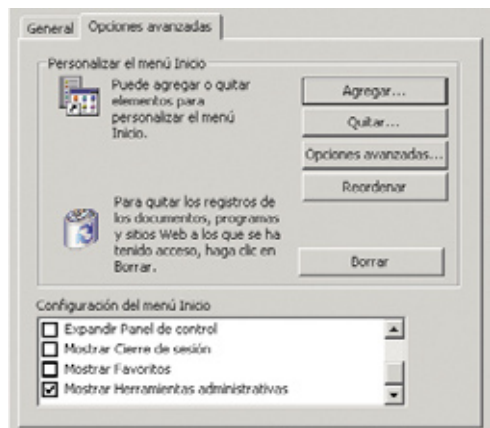 General Opciones avanzadas
Personalizar el menú Inicio
Puede agregar o quitar
elementos para
personalizar el menú
Inicio.
Agregar...
Quitar...
Opciones avanzadas...
Reordenar
Para quitar los registros de
los documentos, programas
y sitios Web a los que se ha
tenido acceso, haga clic en
Borrar.
Borrar
Configuración del menú Inicio
Expandir Panel de control
Mostrar Cierre de sesión
Mostrar Favoritos
Mostrar Herramientas administrativas